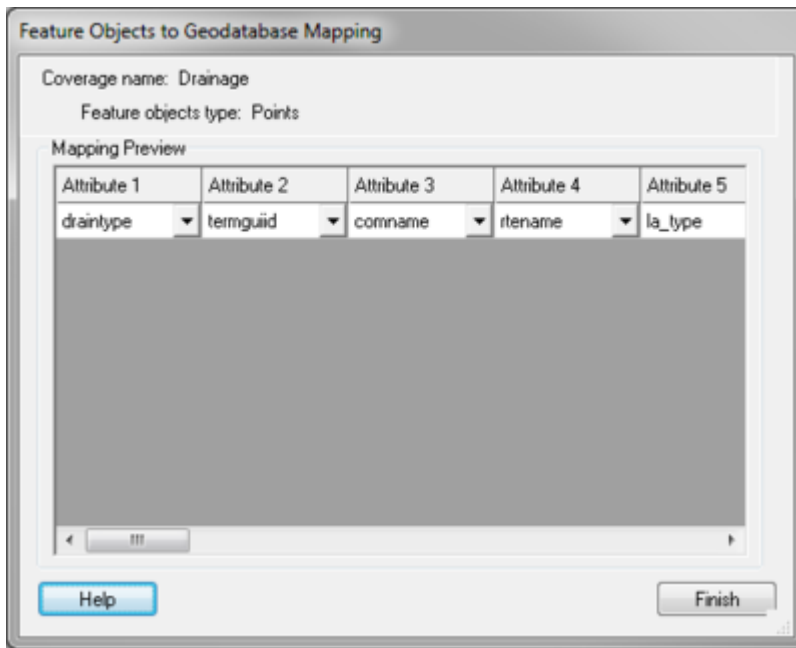 Feature Objects to Geodatabase Mapping
Coverage name: Drainage
Feature objects type: Points
Mapping Preview
Attribute 1 Attribute 2 Attribute 3 Attribute 4 Attribute 5
draintype termguiid comname rtename la_type
Help Finish